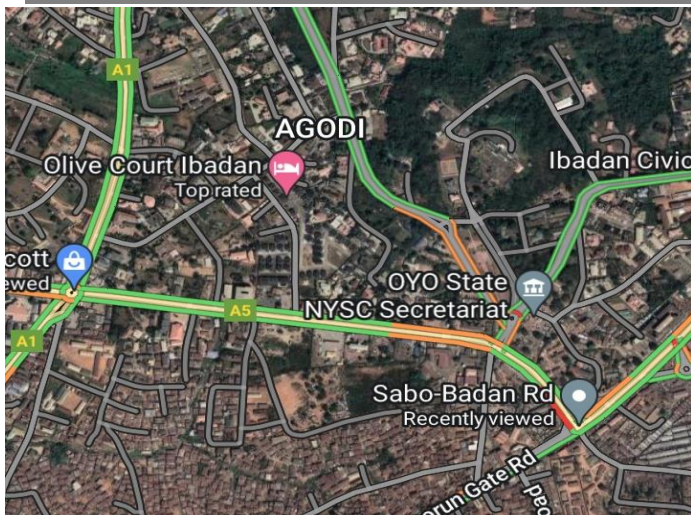 A1
AGODI
Olive Court Ibadan
Top rated
Ibadan Civic
cott
ewed
OYO State
NYSC Secretariat
A5
A1
Sabo-Badan Rd
Recently viewed
orun Gate Rd